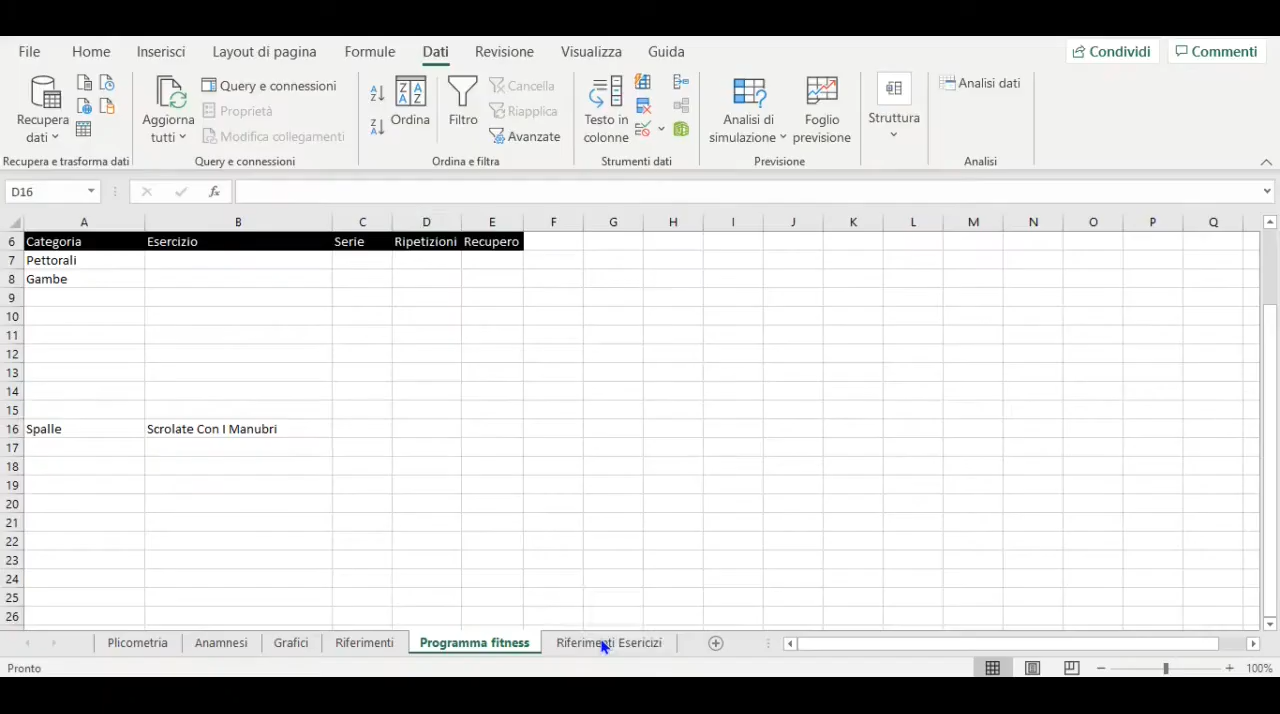 File Home Inserisci Layout di pagina Formule Dati Revisione Visualizza Guida Condividi Commenti
Recupera dati
Aggiorna tutti
Query e connessioni
Proprietà
Modifica collegamenti
Ordina
Filtro
Cancella
Riapplica
Avanzate
Testo in colonne
Analisi di simulazione
Foglio previsione
Struttura
Analisi dati
Recupera e trasforma dati Query e connessioni Ordina e filtra Strumenti dati Previsione Analisi
D16 fx
A B C D E F G H I J K L M N O P Q
6 Categoria Esercizio Serie Ripetizioni Recupero
7 Pettorali
8 Gambe
9
10
11
12
13
14
15
16 Spalle Scrolate Con I Manubri
17
18
19
20
21
22
23
24
25
26
Plicometria Anamnesi Grafici Riferimenti Programma fitness Riferimenti Esericizi
Pronto 100%